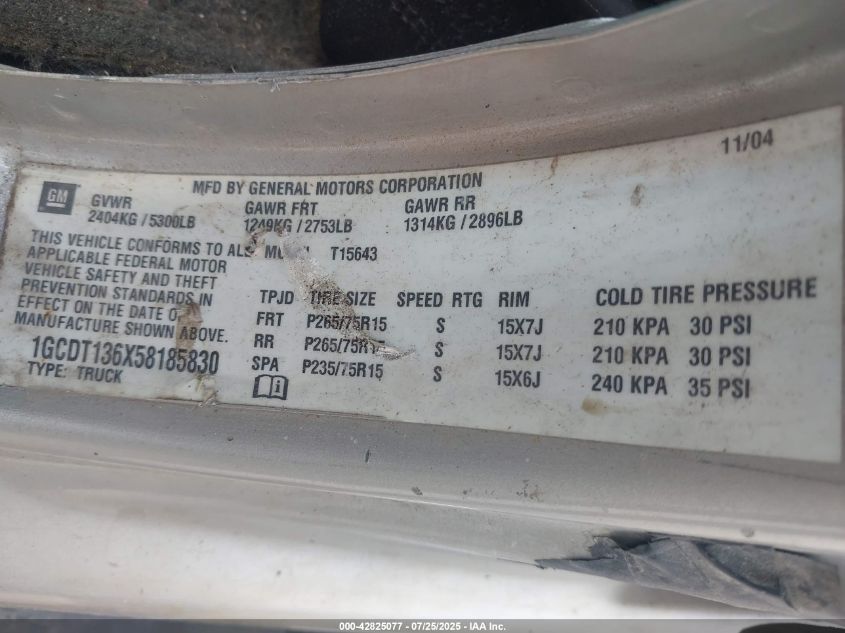 11/04
GM
MFD BY GENERAL MOTORS CORPORATION
GVWR GAWR FRT GAWR RR
2404KG / 5300LB 1249KG / 2753LB 1314KG / 2896LB
THIS VEHICLE CONFORMS TO ALL T15643
APPLICABLE FEDERAL MOTOR
VEHICLE SAFETY AND THEFT
PREVENTION STANDARDS IN
EFFECT ON THE DATE O
MANUFACTURE SHOWN ABOVE.
1GCDT136X58185830
TYPE: TRUCK
TPJD TIRE SIZE SPEED RTG RIM COLD TIRE PRESSURE
FRT P265/75R15 S 15X7J 210 KPA 30 PSI
RR P265/75R15 S 15X7J 210 KPA 30 PSI
SPA P235/75R15 S 15X6J 240 KPA 35 PSI
000-42825077 - 07/25/2025 - IAA Inc.